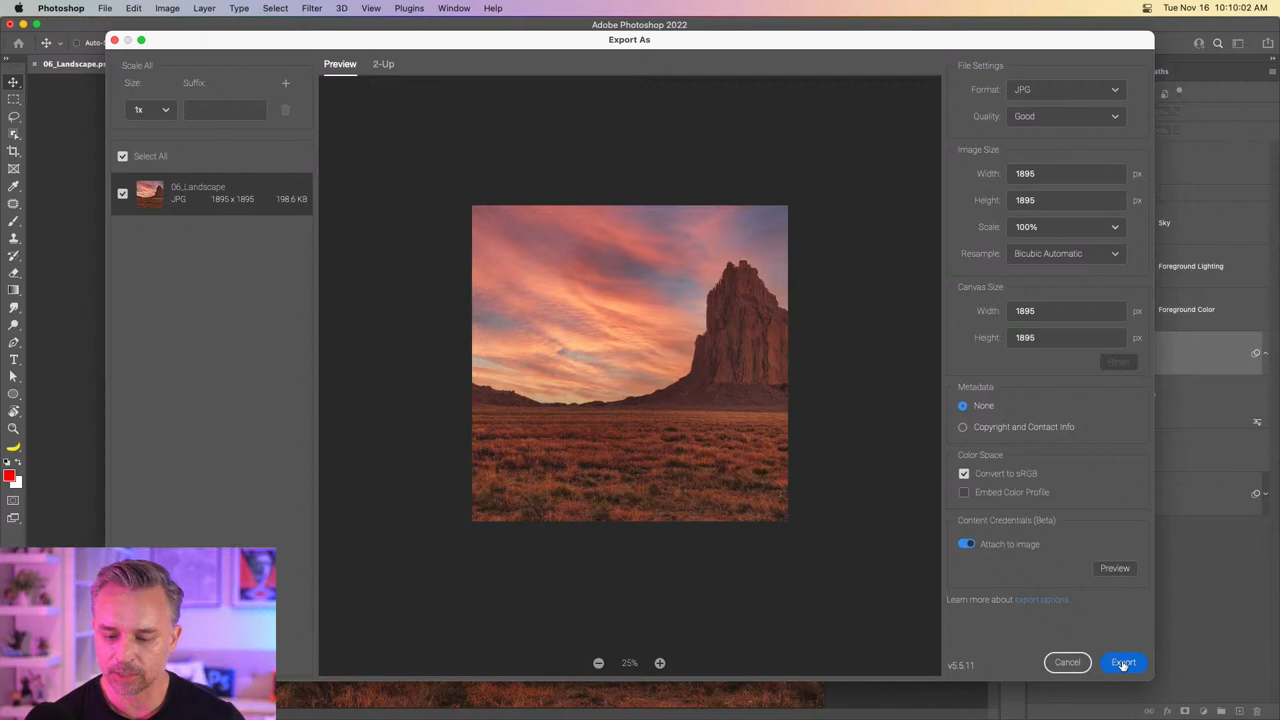 Photoshop File Edit Image Layer Type Select Filter 3D View Plugins Window Help Tue Nov 16 10:10:02 AM
Adobe Photoshop 2022
Export As
06_Landscape.ps
Scale All
Size: Suffix:
1x
Select All
06_Landscape
JPG 1895 x 1895 198.6 KB
Preview 2-Up
25%
File Settings
Format: JPG
Quality: Good
Image Size
Width: 1895 px
Height: 1895 px
Scale: 100%
Resample: Bicubic Automatic
Canvas Size
Width: 1895 px
Height: 1895 px
Reset
Metadata
None
Copyright and Contact Info
Color Space
Convert to sRGB
Embed Color Profile
Content Credentials (Beta)
Attach to image
Preview
Learn more about export options.
v5.5.11
Cancel Export
Sky
Foreground Lighting
Foreground Color